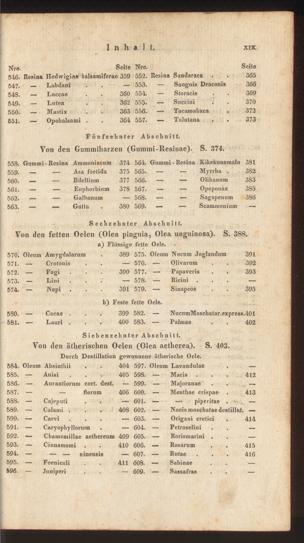 Inhalt. XIX
Nro. Seite Nro. Seite
546. Resina Hedwigiae balsamiferae 359 552. Resina Sandaraca . . 365
547. — Labdani . . — 553. — Sanguis Draconis 366
548. — Laccae . . 360 554. — Storacis . . 369
549. — Lutea . . 362 555. — Succini . . 370
550. — Mastix . . 363 556. — Tacamahaca . 372
551. — Opobalsami . . 364 557. — Tolutana . . 373
Fünfzehnter Abschnitt.
Von den Gummiharzen (Gummi-Resinae). S. 374.
558. Gummi-Resina Ammoniacum 374 564. Gummi-Resina Kikekunemalo 381
559. — Asa foetida 375 565. — Myrrha . 382
560. — Bdellium 377 566. — Olibanum 383
561. — Euphorbium 378 567. — Opoponax 385
562. — Galbanum — 568. — Sagapenum 386
563. — Gutta . 380 569. — Scammonium —
Sechzehnter Abschnitt.
Von den fetten Oelen (Olea pinguia, Olea unguinosa). S. 388.
a) Flüssige fette Oele.
570. Oleum Amygdalarum . 389 575. Oleum Nucum Juglandum 391
571. — Crotonis . . — 576. — Olivarum . 392
572. — Fagi . . 390 577. — Papaveris . 393
573. — Lini . . — 578. — Ricini . . —
574. — Napi . . 391 579. — Sinapeos . 395
b) Feste fette Oele.
580. — Cocas . . 399 582. — Nucum Moschatar. express. 401
581. — Lauri . . 400 583. — Palmae . 402
Siebenzehnter Abschnitt.
Von den ätherischen Oelen (Olea aetherea). S. 403.
Durch Destillation gewonnene ätherische Oele.
584. Oleum Absinthii . . 404 597. Oleum Lavandulae . —
585. — Anisi . . 405 598. — Macis . . 412
586. — Aurantiorum cort. dest. — 599. — Majoranae . —
587. — florum 406 600. — Menthae crispae . 413
588. — Cajeputi . — 601. — — piperitae . —
589. — Calami . . 408 602. — Nucis moschatae destillat. —
590. — Carvi . . — 603. — Origani cretici . 414
591. — Caryophyllorum . — 604. — Petroselini . —
592. — Chamomillae aethereum 409 605. — Rorismarini . —
593. — Cinnamomi . . 410 606. — Rosarum . 415
594. — — sinensis — 607. — Rutae . . 416
595. — Foeniculi . 411 608. — Sabinae . —
596. — Juniperi . — 609. — Sassafras . —